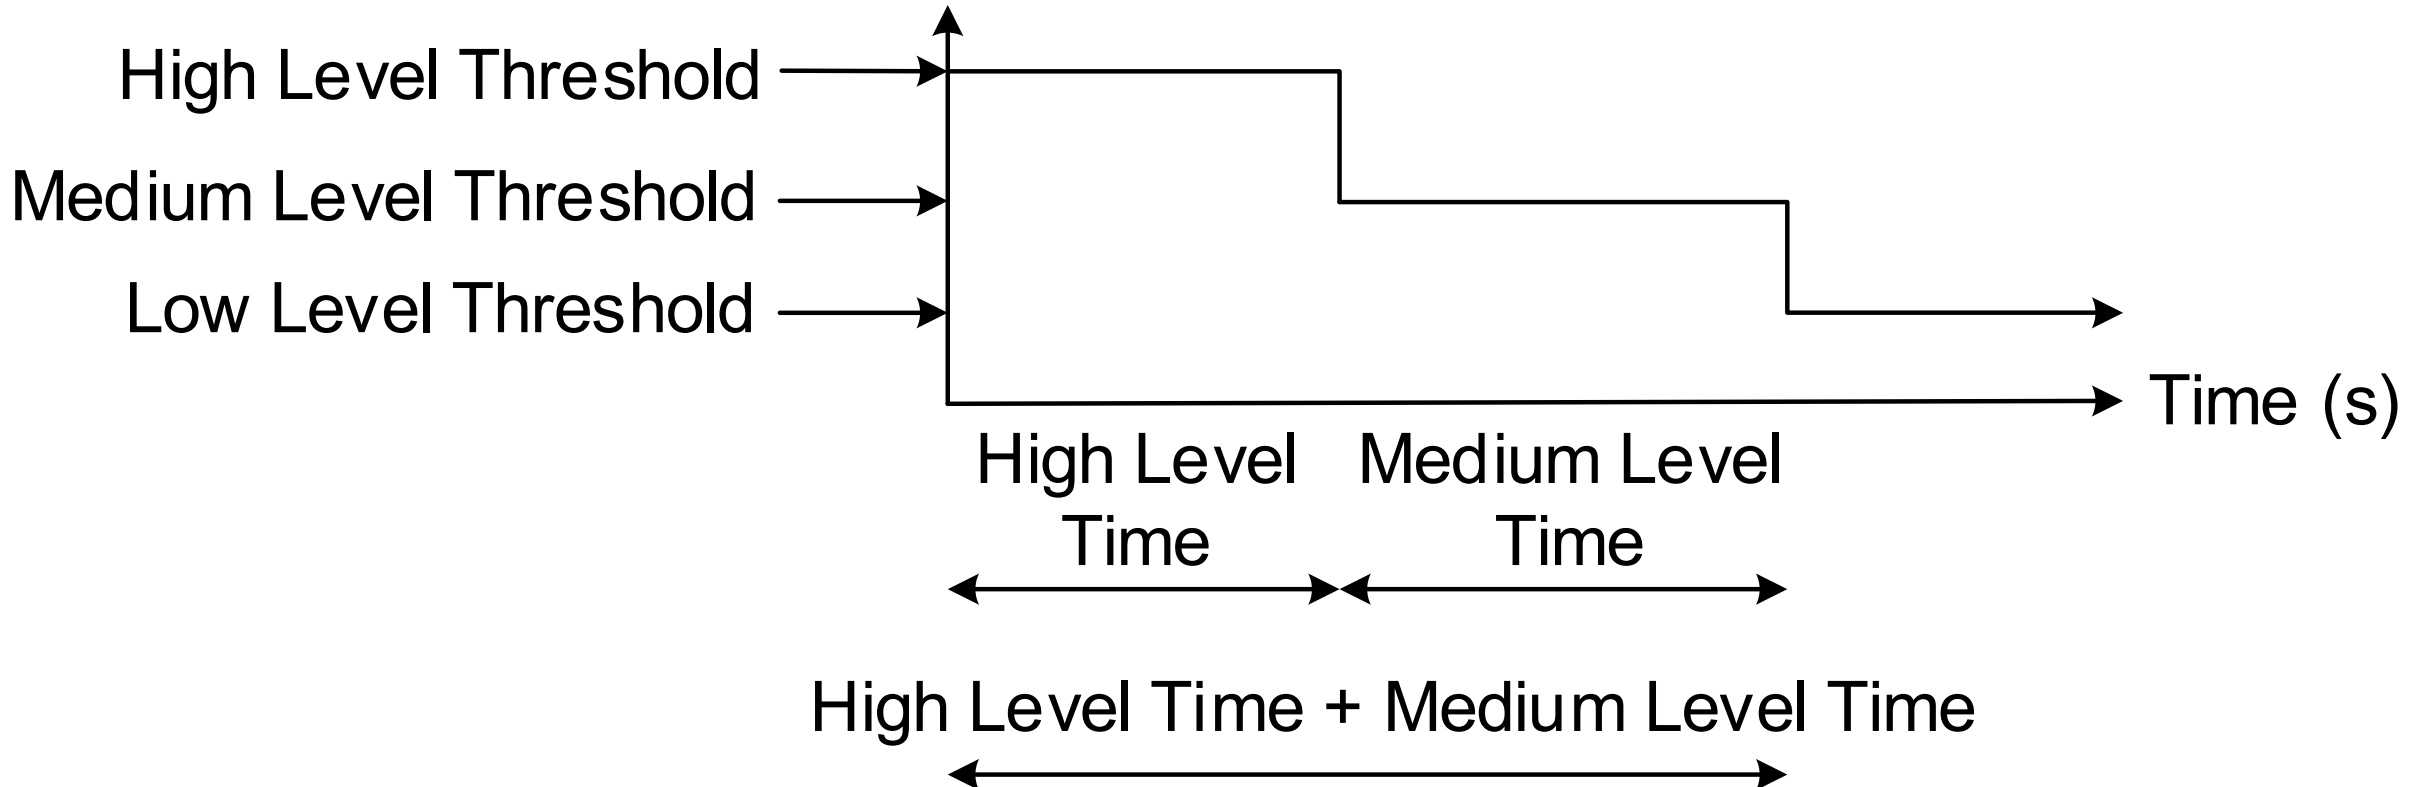 High Level Threshold
Medium Level Threshold
Low Level Threshold
Time (s)
High Level
Time
Medium Level
Time
High Level Time + Medium Level Time